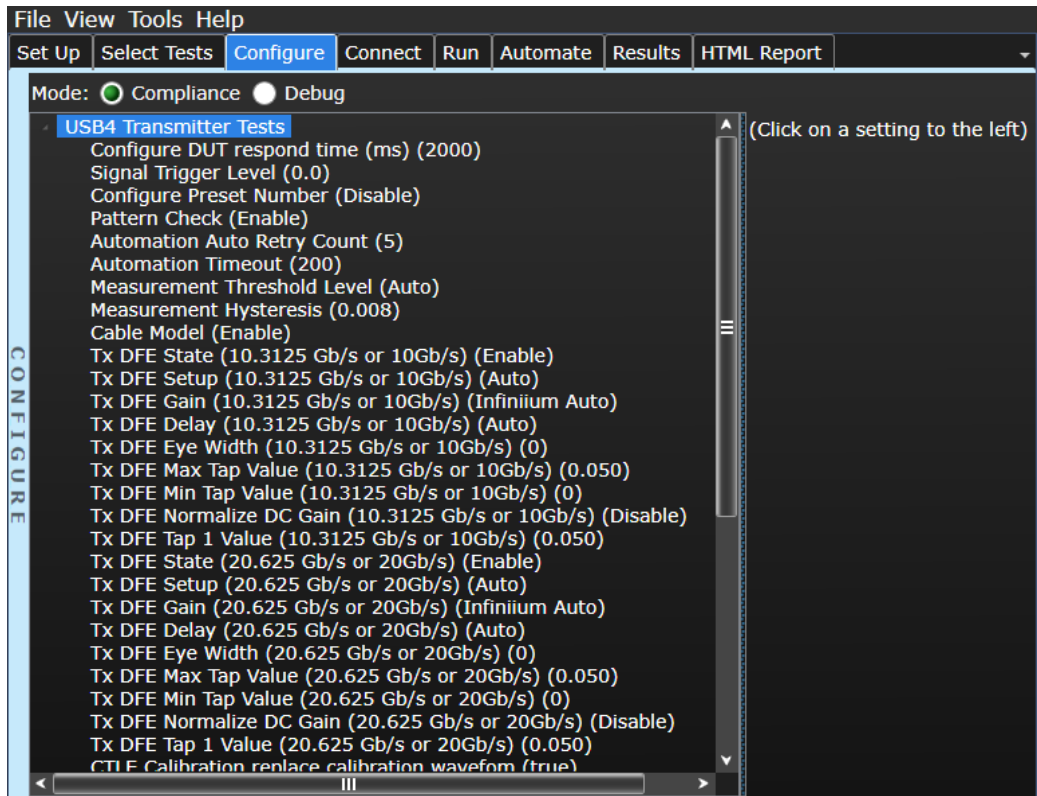 File View Tools Help
Set Up Select Tests Configure Connect Run Automate Results HTML Report
Mode: Compliance Debug
CONFIGURE
USB4 Transmitter Tests
Configure DUT respond time (ms) (2000)
Signal Trigger Level (0.0)
Configure Preset Number (Disable)
Pattern Check (Enable)
Automation Auto Retry Count (5)
Automation Timeout (200)
Measurement Threshold Level (Auto)
Measurement Hysteresis (0.008)
Cable Model (Enable)
Tx DFE State (10.3125 Gb/s or 10Gb/s) (Enable)
Tx DFE Setup (10.3125 Gb/s or 10Gb/s) (Auto)
Tx DFE Gain (10.3125 Gb/s or 10Gb/s) (Infiniium Auto)
Tx DFE Delay (10.3125 Gb/s or 10Gb/s) (Auto)
Tx DFE Eye Width (10.3125 Gb/s or 10Gb/s) (0)
Tx DFE Max Tap Value (10.3125 Gb/s or 10Gb/s) (0.050)
Tx DFE Min Tap Value (10.3125 Gb/s or 10Gb/s) (0)
Tx DFE Normalize DC Gain (10.3125 Gb/s or 10Gb/s) (Disable)
Tx DFE Tap 1 Value (10.3125 Gb/s or 10Gb/s) (0.050)
Tx DFE State (20.625 Gb/s or 20Gb/s) (Enable)
Tx DFE Setup (20.625 Gb/s or 20Gb/s) (Auto)
Tx DFE Gain (20.625 Gb/s or 20Gb/s) (Infiniium Auto)
Tx DFE Delay (20.625 Gb/s or 20Gb/s) (Auto)
Tx DFE Eye Width (20.625 Gb/s or 20Gb/s) (0)
Tx DFE Max Tap Value (20.625 Gb/s or 20Gb/s) (0.050)
Tx DFE Min Tap Value (20.625 Gb/s or 20Gb/s) (0)
Tx DFE Normalize DC Gain (20.625 Gb/s or 20Gb/s) (Disable)
Tx DFE Tap 1 Value (20.625 Gb/s or 20Gb/s) (0.050)
CTLE Calibration replace calibration wavefom (true)
(Click on a setting to the left)